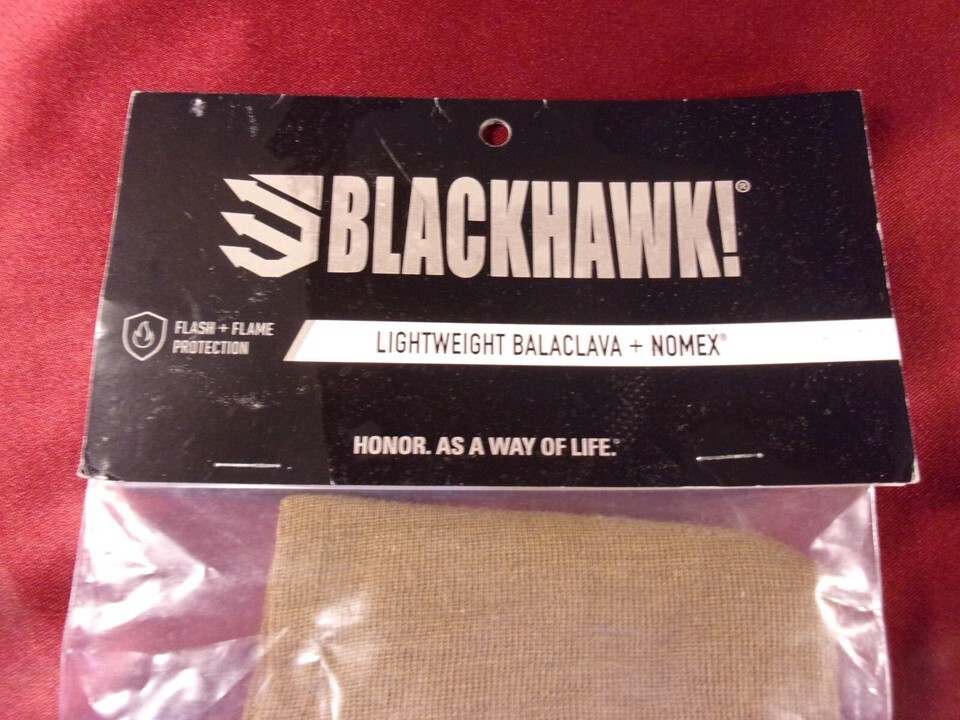 BLACKHAWK!®
FLASH + FLAME
PROTECTION
LIGHTWEIGHT BALACLAVA + NOMEX®
HONOR. AS A WAY OF LIFE.®